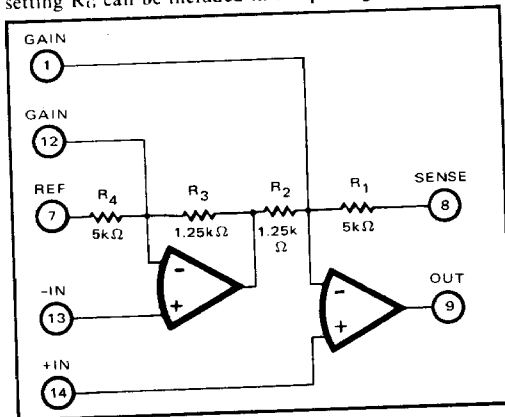 setting R
can be included in
GAIN
1
GAIN
12
REF
7
R4
5kΩ
R3
1.25kΩ
R2
1.25k
Ω
R1
5kΩ
SENSE
8
-
+
-IN
13
-
+
OUT
9
+IN
14